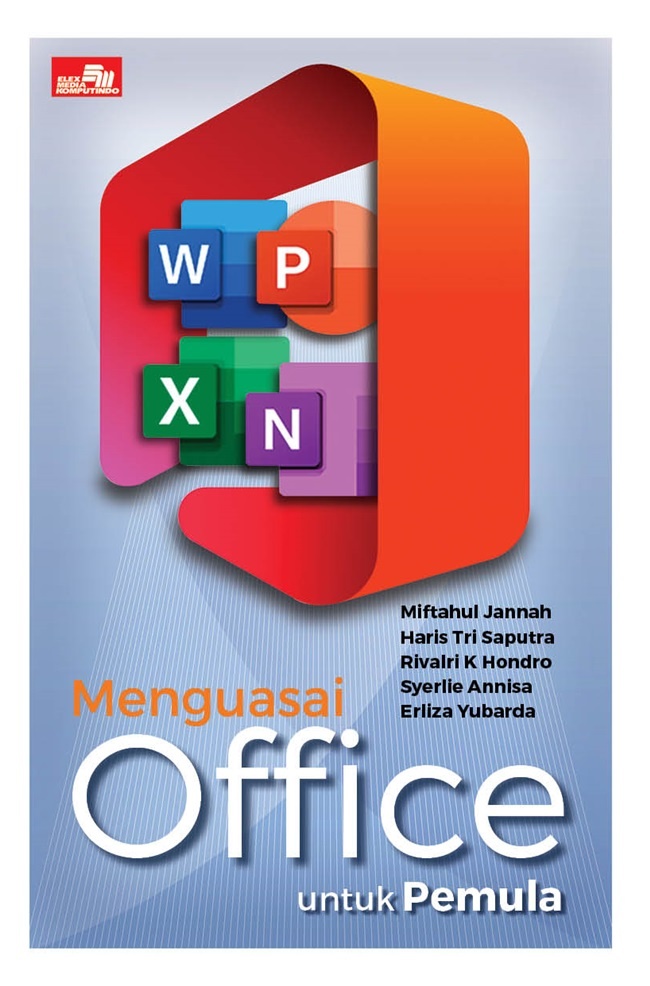 ELEX
MEDIA
KOMPUTINDO
W
P
X
N
Miftahul Jannah
Haris Tri Saputra
Rivalri K Hondro
Syerlie Annisa
Erliza Yubarda
Menguasai
Office
untuk Pemula